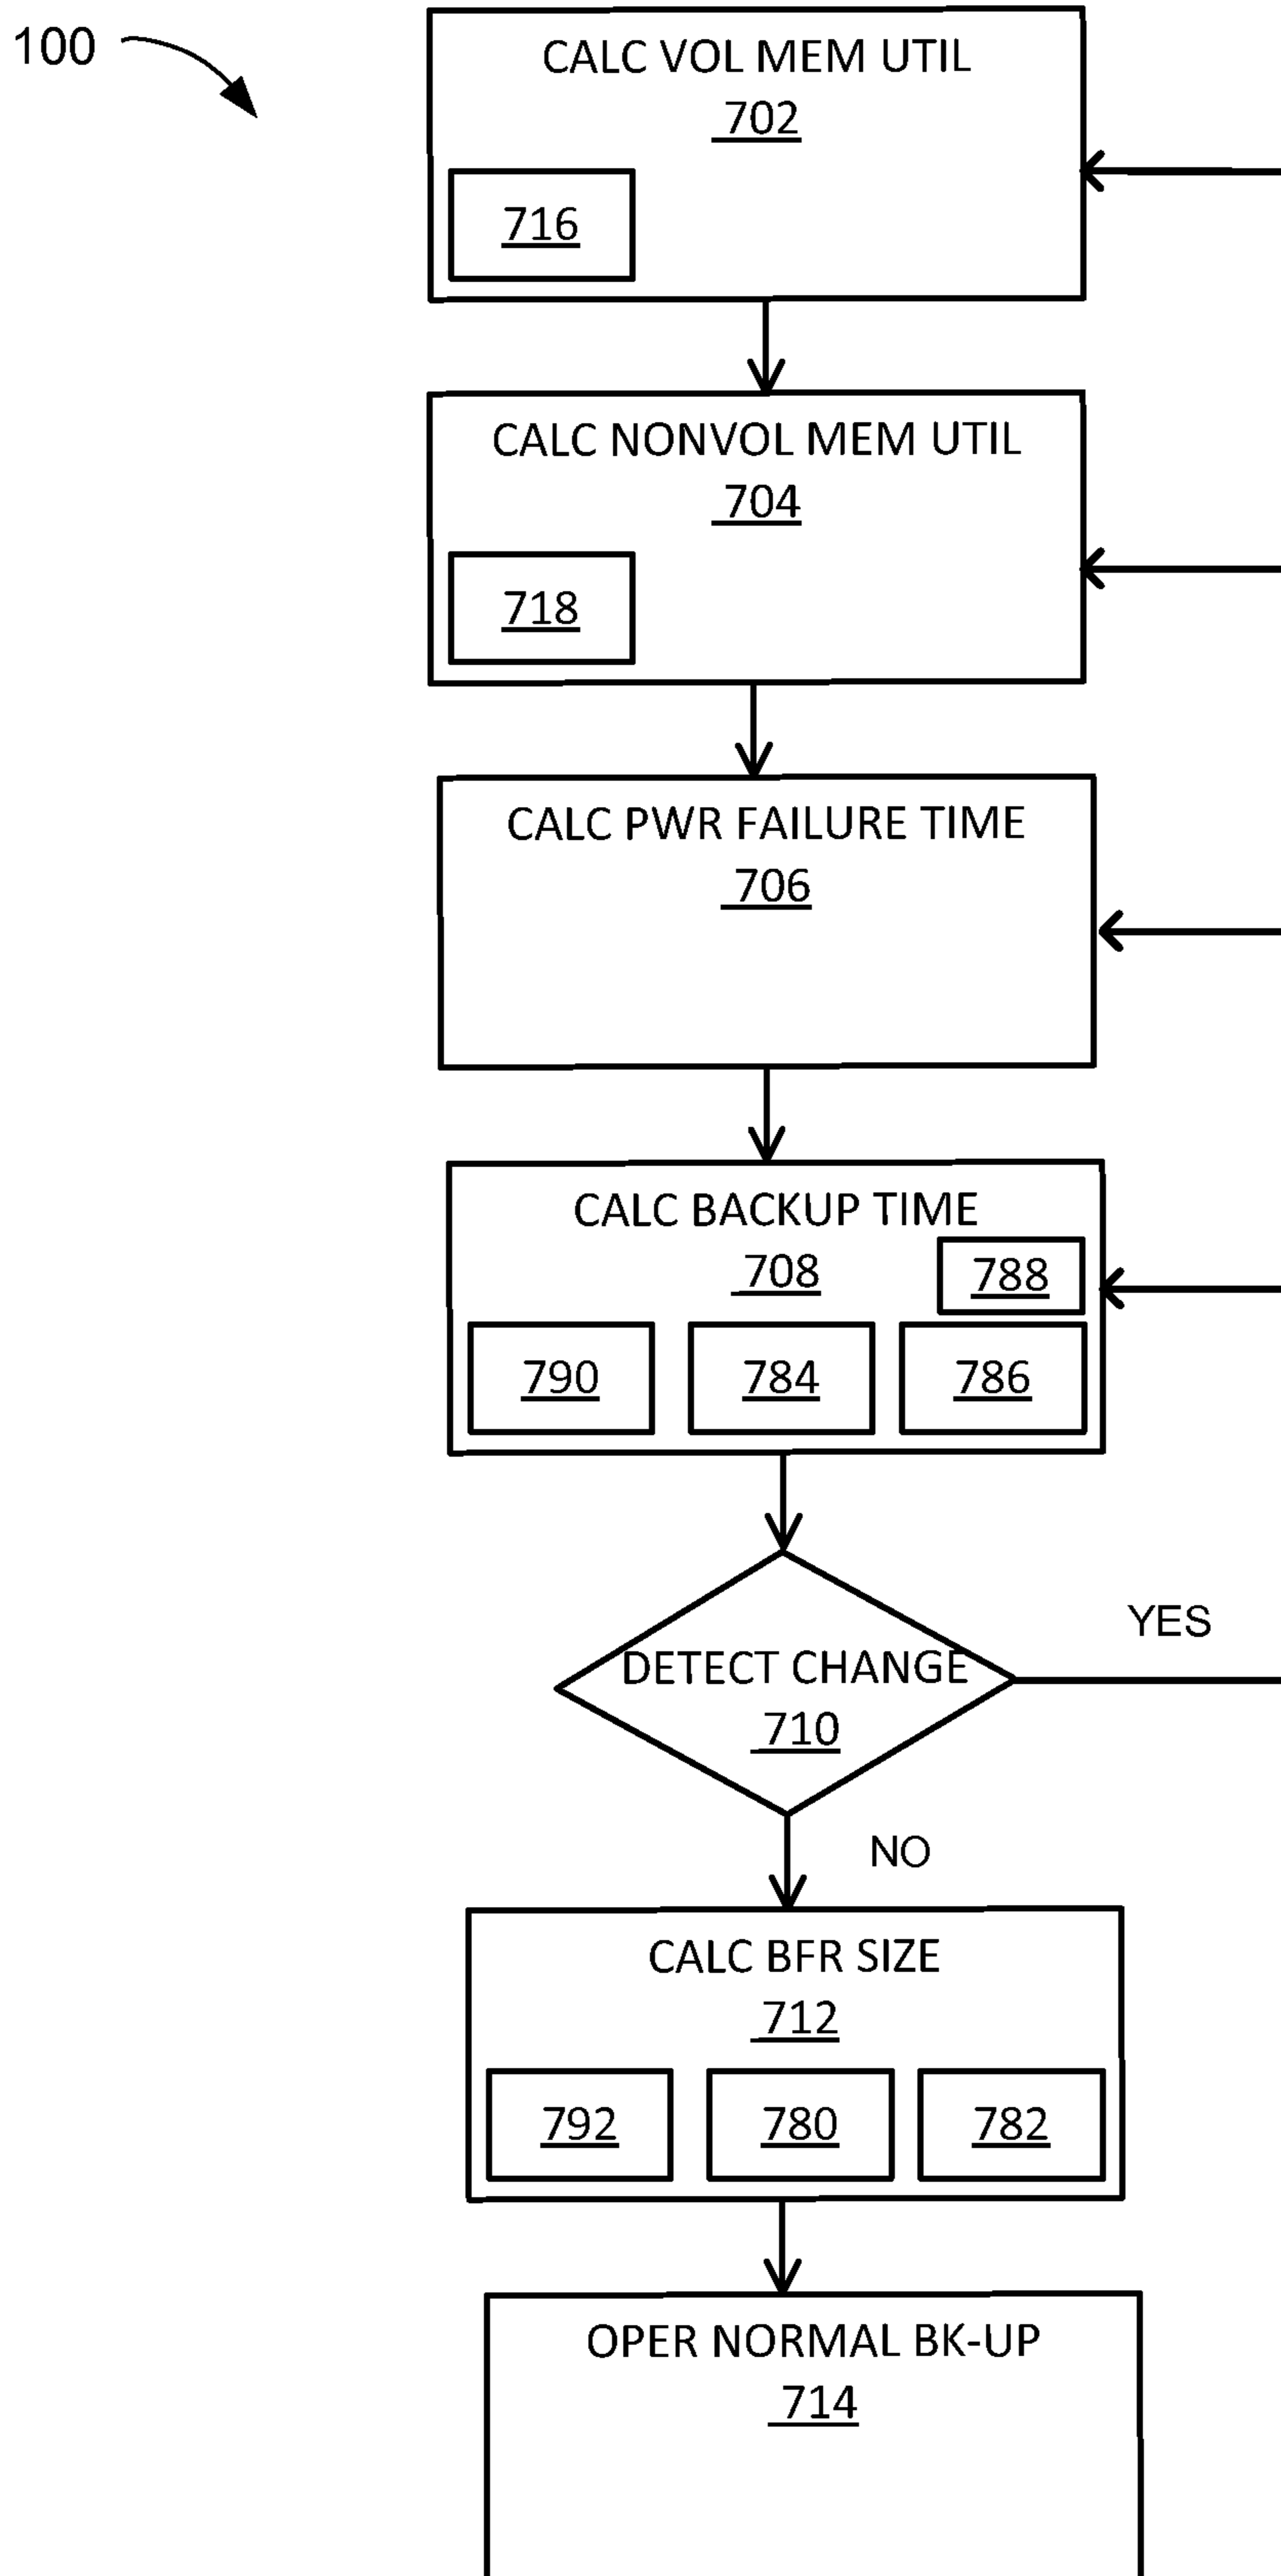 100
CALC VOL MEM UTIL
702
716
CALC NONVOL MEM UTIL
704
718
CALC PWR FAILURE TIME
706
CALC BACKUP TIME
708
788
790 784 786
DETECT CHANGE
710
YES
NO
CALC BFR SIZE
712
792 780 782
OPER NORMAL BK-UP
714